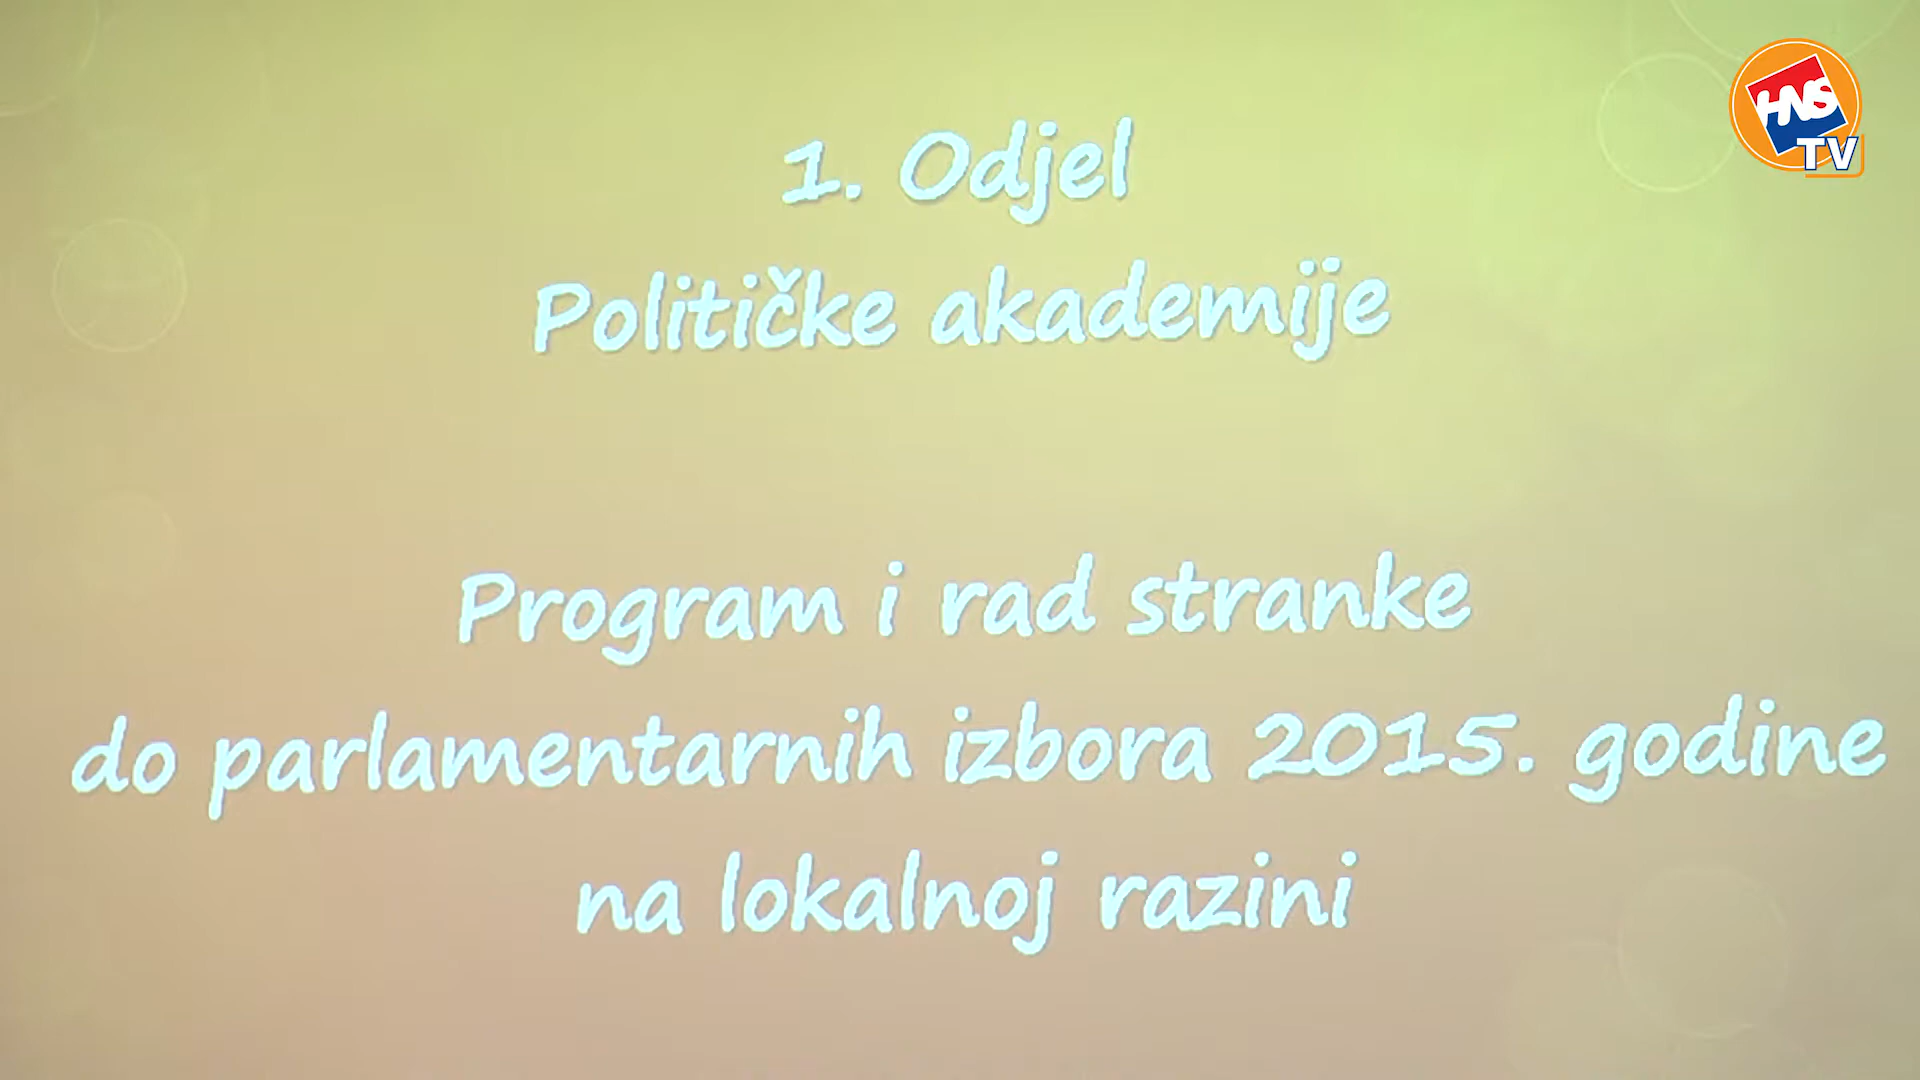 HNS
TV
1. Odjel
Političke akademije
Program i rad stranke
do parlamentarnih izbora 2015. godine
na lokalnoj razini